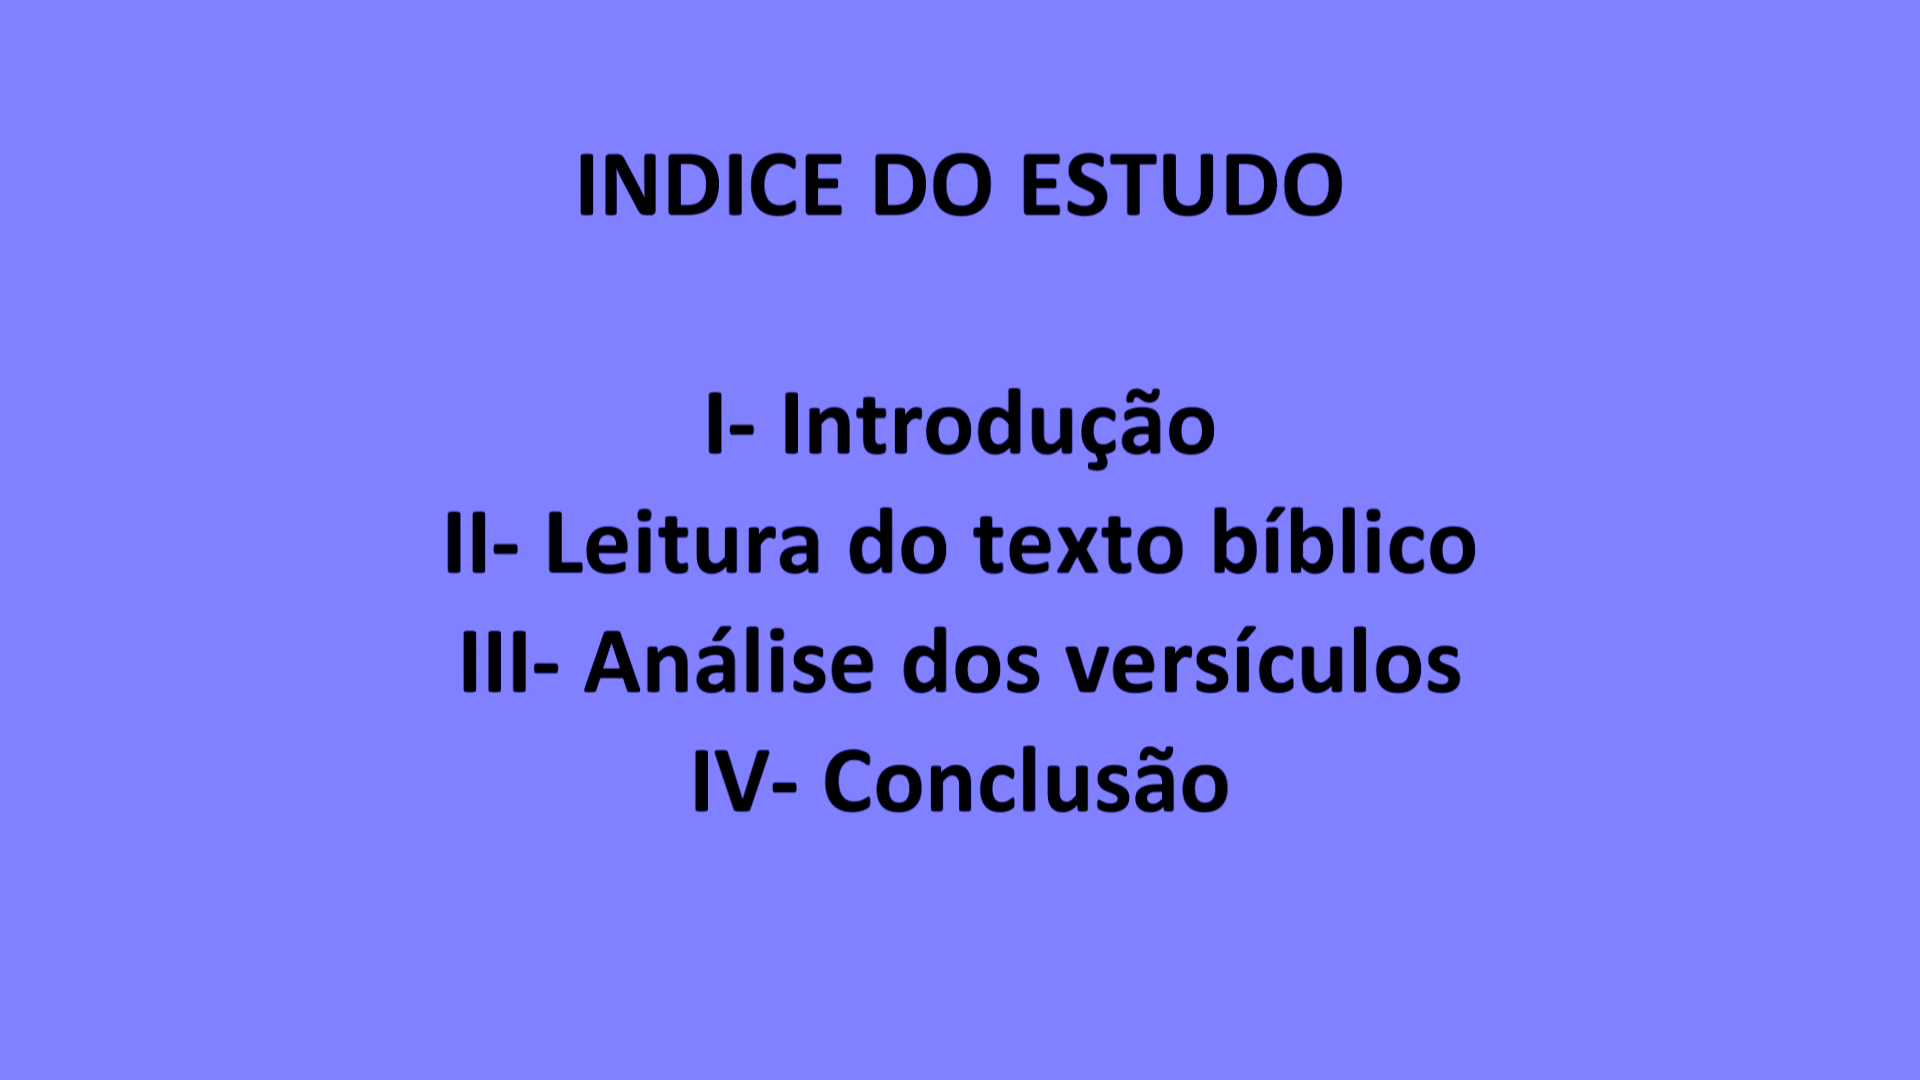 INDICE DO ESTUDO
I- Introdução
II- Leitura do texto bíblico
III- Análise dos versículos
IV- Conclusão